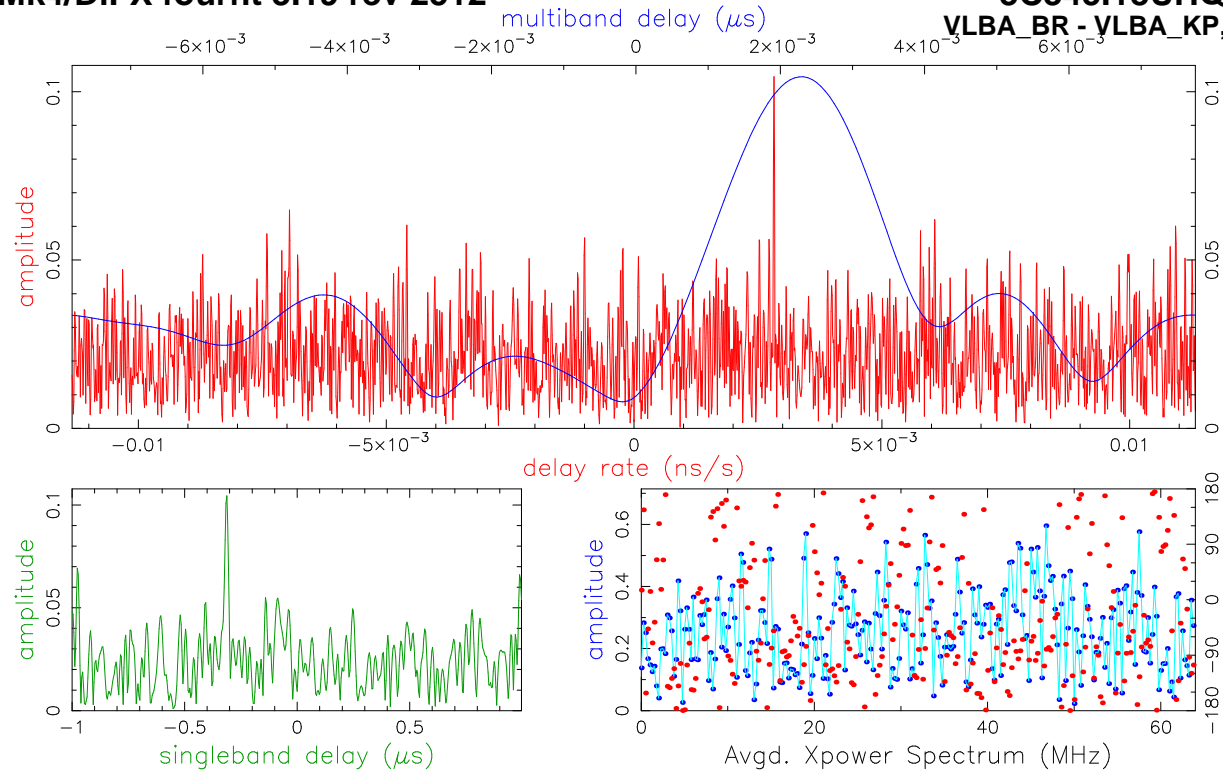 multiband delay (μs)
VLBA_BR - VLBA_KP,
−6×10⁻³ −4×10⁻³ −2×10⁻³ 0 2×10⁻³ 4×10⁻³ 6×10⁻³
amplitude
0 0.05 0.1
0 0.05 0.1
−0.01 −5×10⁻³ 0 5×10⁻³ 0.01
delay rate (ns/s)
amplitude
0 0.05 0.1
−1 −0.5 0 0.5
singleband delay (μs)
amplitude
0 0.2 0.4 0.6
−180 −90 0 90 180
0 20 40 60
Avgd. Xpower Spectrum (MHz)